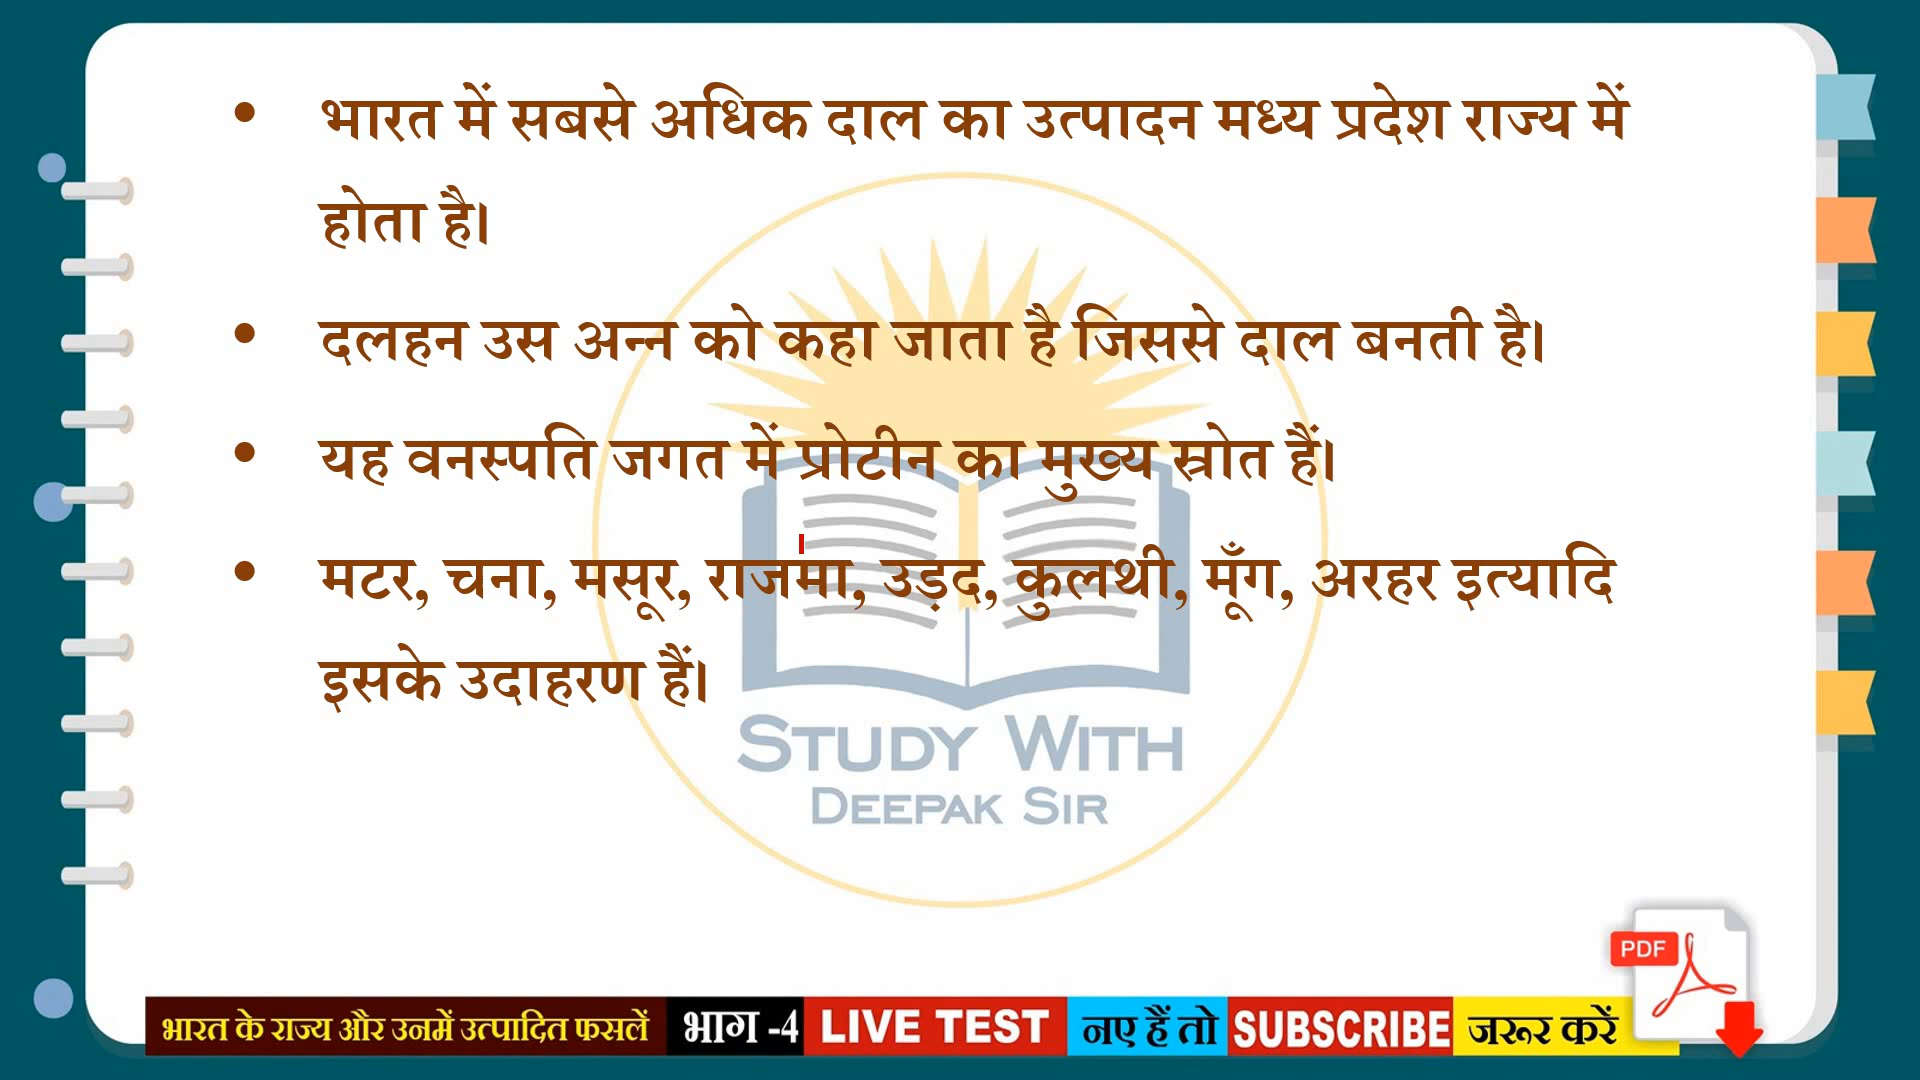 • भारत में सबसे अधिक दाल का उत्पादन मध्य प्रदेश राज्य में
होता है।
• दलहन उस अन्न को कहा जाता है जिससे दाल बनती है।
• यह वनस्पति जगत में प्रोटीन का मुख्य स्रोत हैं।
• मटर, चना, मसूर, राजमा, उड़द, कुलथी, मूँग, अरहर इत्यादि
इसके उदाहरण हैं।
STUDY WITH
DEEPAK SIR
PDF
भारत के राज्य और उनमें उत्पादित फसलें भाग -4 LIVE TEST नए हैं तो SUBSCRIBE जरूर करें